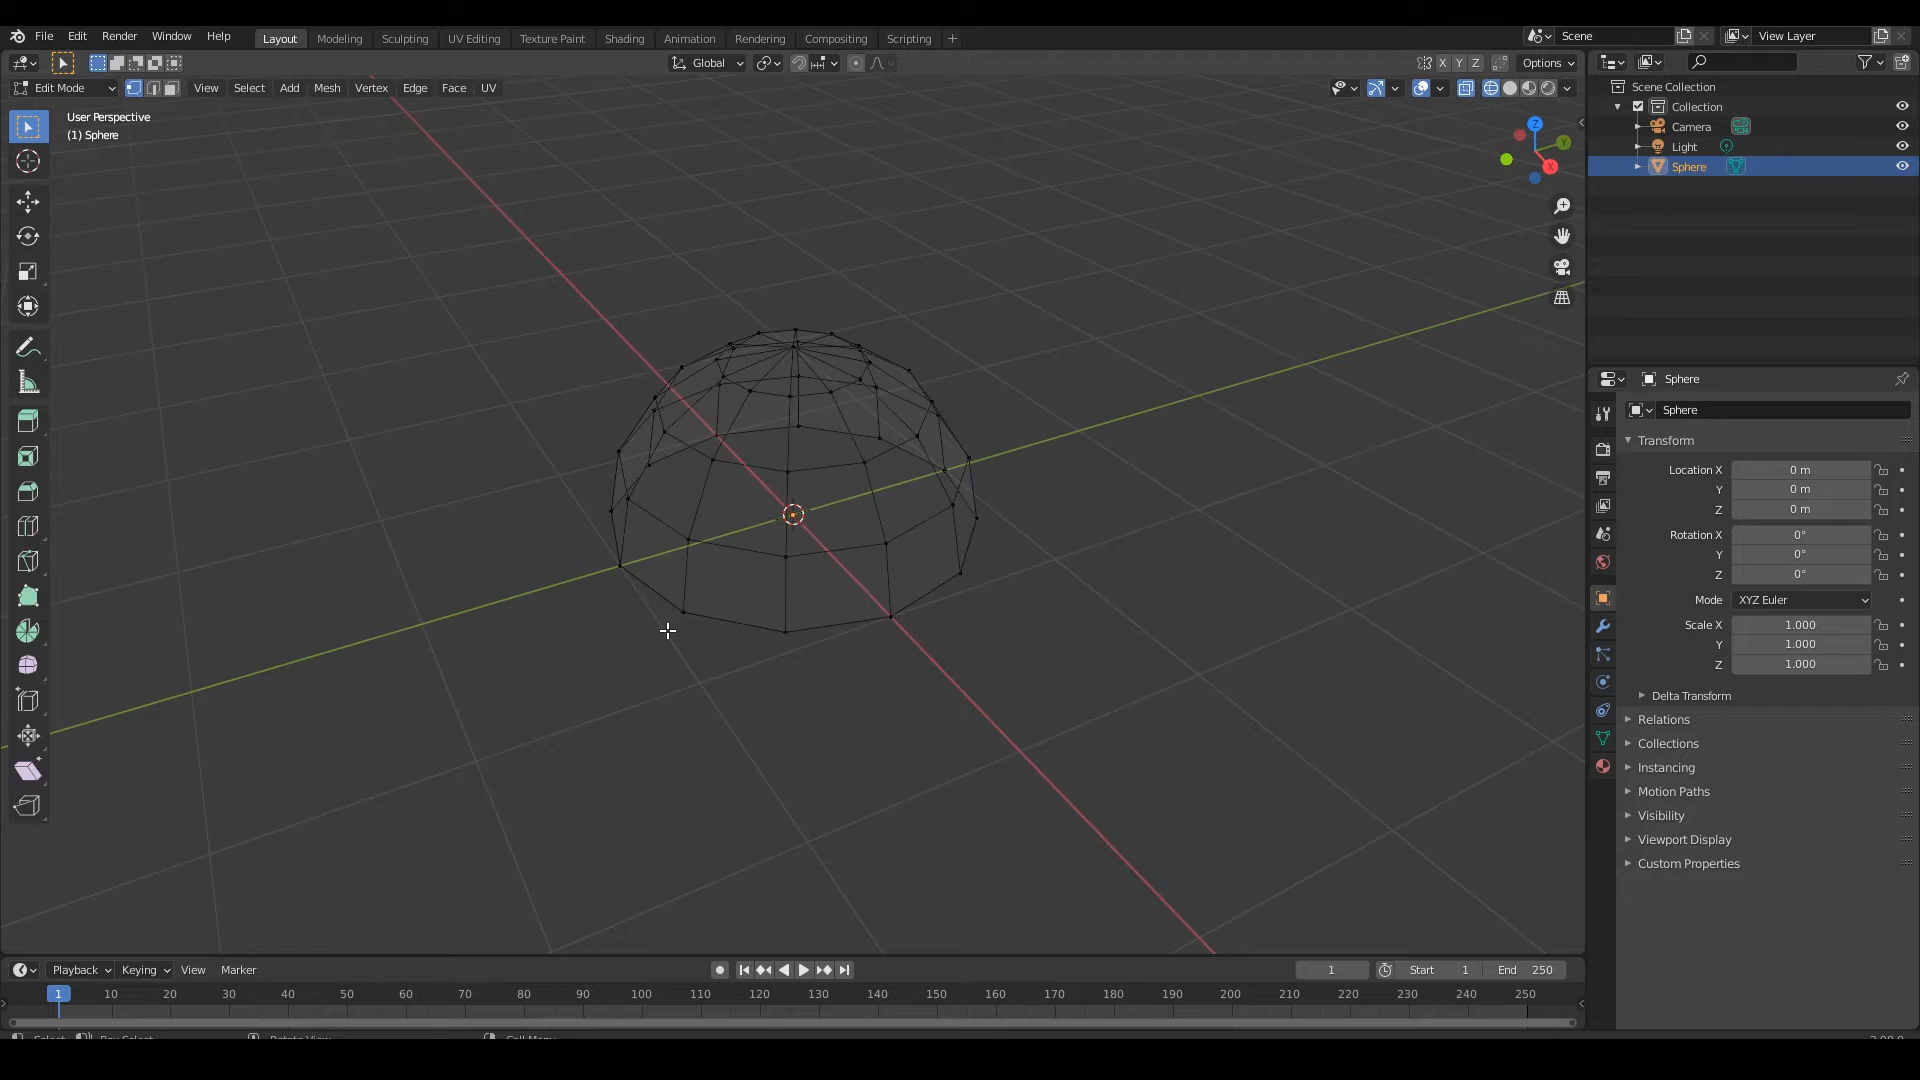 File Edit Render Window Help Layout Modeling Sculpting UV Editing Texture Paint Shading Animation Rendering Compositing Scripting + Scene View Layer
Global X Y Z Options
Edit Mode View Select Add Mesh Vertex Edge Face UV
User Perspective
(1) Sphere
Z
Y
X
Scene Collection
Collection
Camera
Light
Sphere
Sphere
Sphere
Transform
Location X 0 m
Y 0 m
Z 0 m
Rotation X 0°
Y 0°
Z 0°
Mode XYZ Euler
Scale X 1.000
Y 1.000
Z 1.000
Delta Transform
Relations
Collections
Instancing
Motion Paths
Visibility
Viewport Display
Custom Properties
Playback Keying View Marker 1 Start 1 End 250
1 10 20 30 40 50 60 70 80 90 100 110 120 130 140 150 160 170 180 190 200 210 220 230 240 250